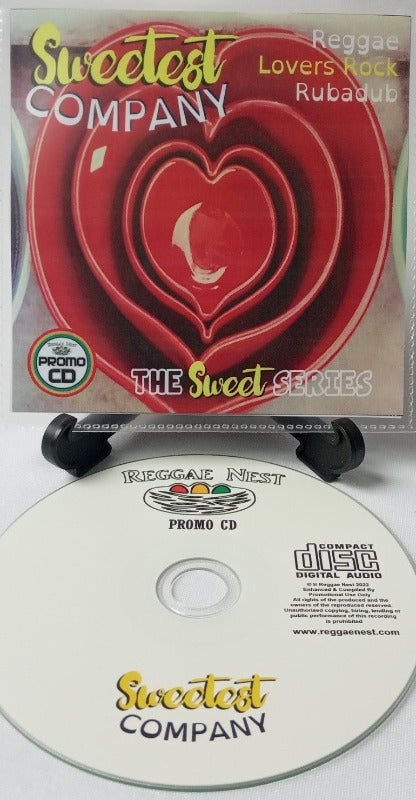 Sweetest
COMPANY
Reggae
Lovers Rock
Rubadub
REGGAE NEST
PROMO
CD
THE Sweet SERIES
REGGAE NEST
PROMO CD
COMPACT
disc
DIGITAL AUDIO
© Reggae Nest 2022
Enhanced & Compiled By
Promotional Use Only
All rights of the produced and the
owners of the reproduced reserved.
Unauthorised copying, hiring, lending or
public performance of this recording
is prohibited
www.reggaenest.com
Sweetest
COMPANY